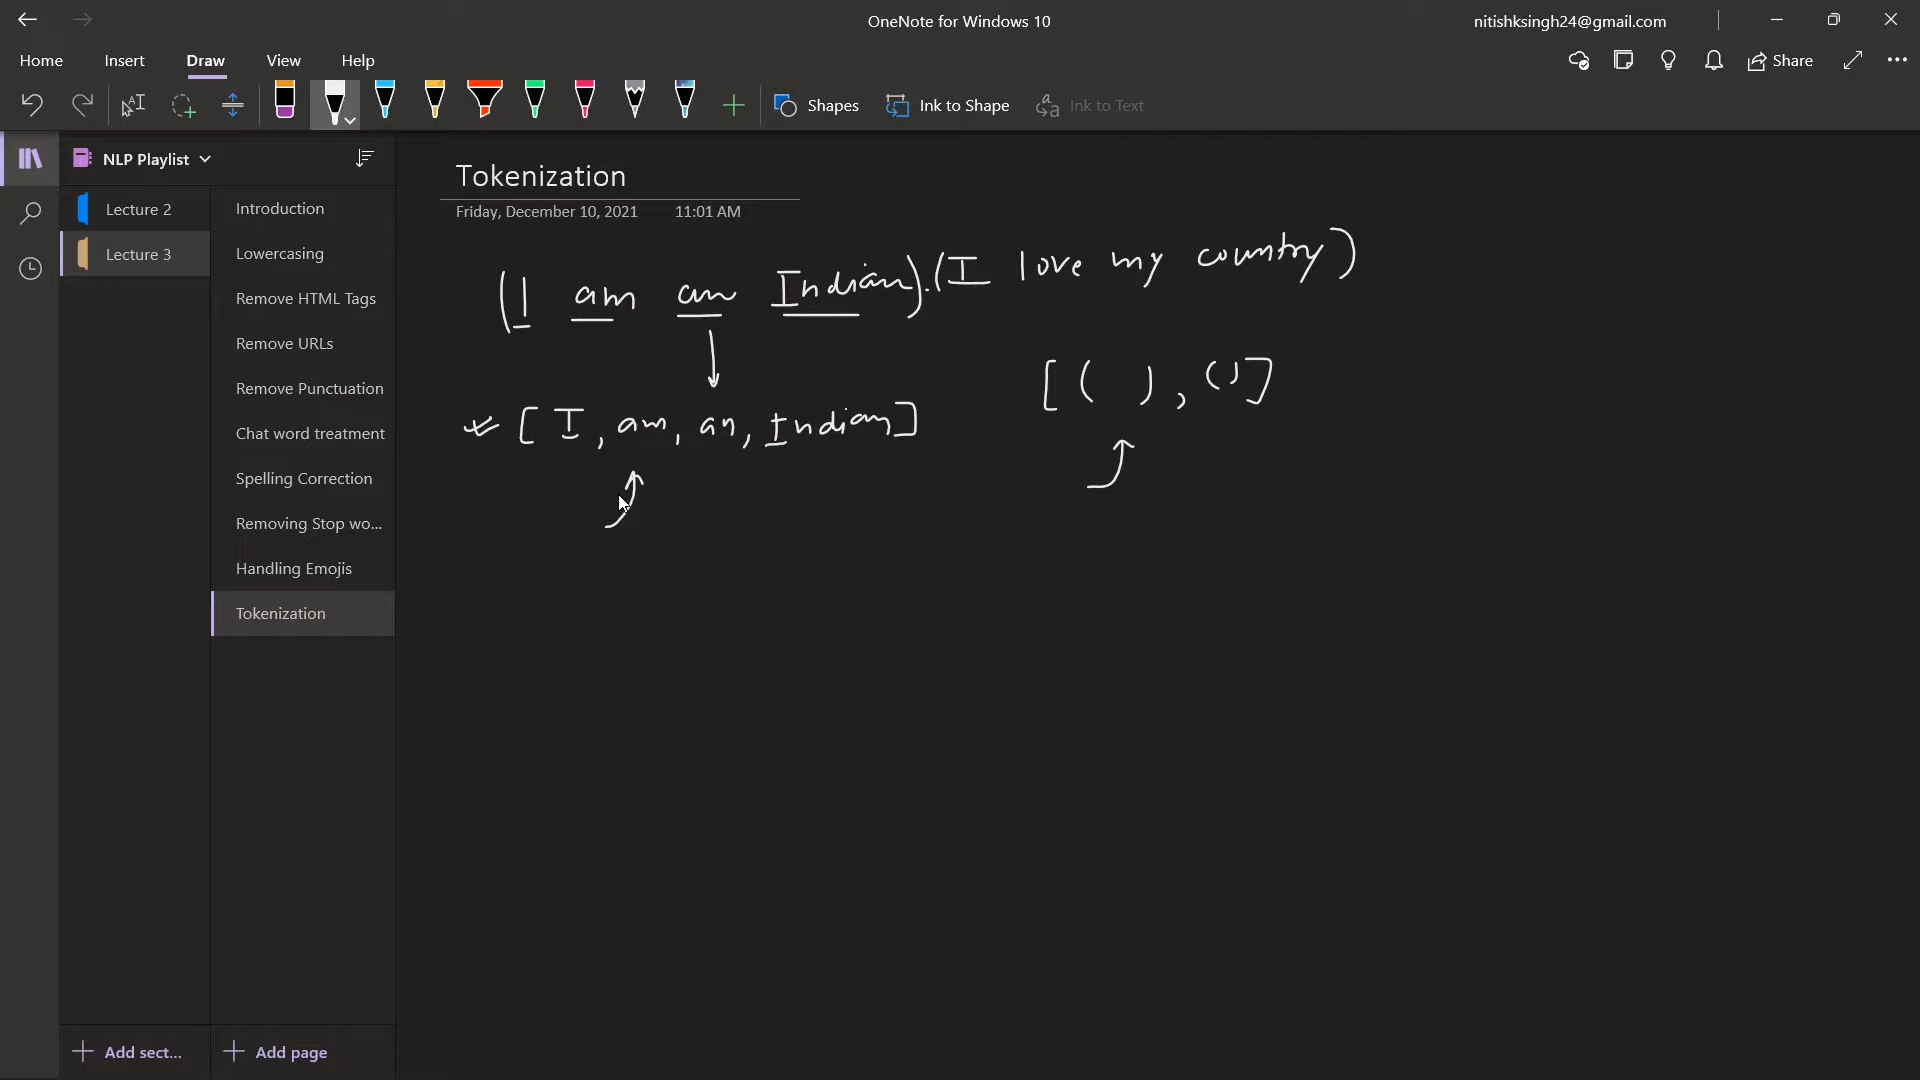 OneNote for Windows 10
nitishksingh24@gmail.com
Home Insert Draw View Help
Share
Shapes Ink to Shape Ink to Text
NLP Playlist
Lecture 2
Lecture 3
Introduction
Lowercasing
Remove HTML Tags
Remove URLs
Remove Punctuation
Chat word treatment
Spelling Correction
Removing Stop wo...
Handling Emojis
Tokenization
Add sect...
Add page
Tokenization
Friday, December 10, 2021 11:01 AM
(I am an Indian).(I love my country)
[( ), ()]
[I, am, an, Indian]